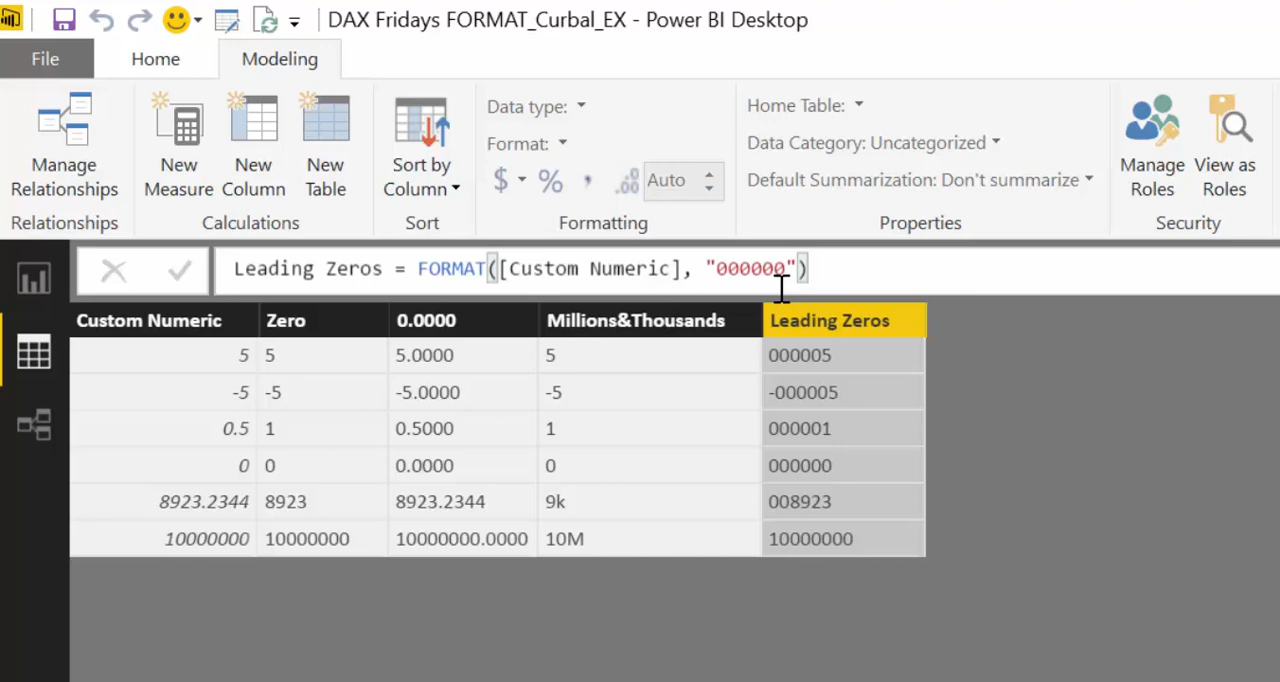 DAX Fridays FORMAT_Curbal_EX - Power BI Desktop
File Home Modeling
Manage Relationships
New Measure
New Column
New Table
Sort by Column
Data type:
Format:
$ % , .00 Auto
Home Table:
Data Category: Uncategorized
Default Summarization: Don't summarize
Manage Roles
View as Roles
Relationships Calculations Sort Formatting Properties Security
Leading Zeros = FORMAT([Custom Numeric], "000000")
Custom Numeric Zero 0.0000 Millions&Thousands Leading Zeros
5 5 5.0000 5 000005
-5 -5 -5.0000 -5 -000005
0.5 1 0.5000 1 000001
0 0 0.0000 0 000000
8923.2344 8923 8923.2344 9k 008923
10000000 10000000 10000000.0000 10M 10000000